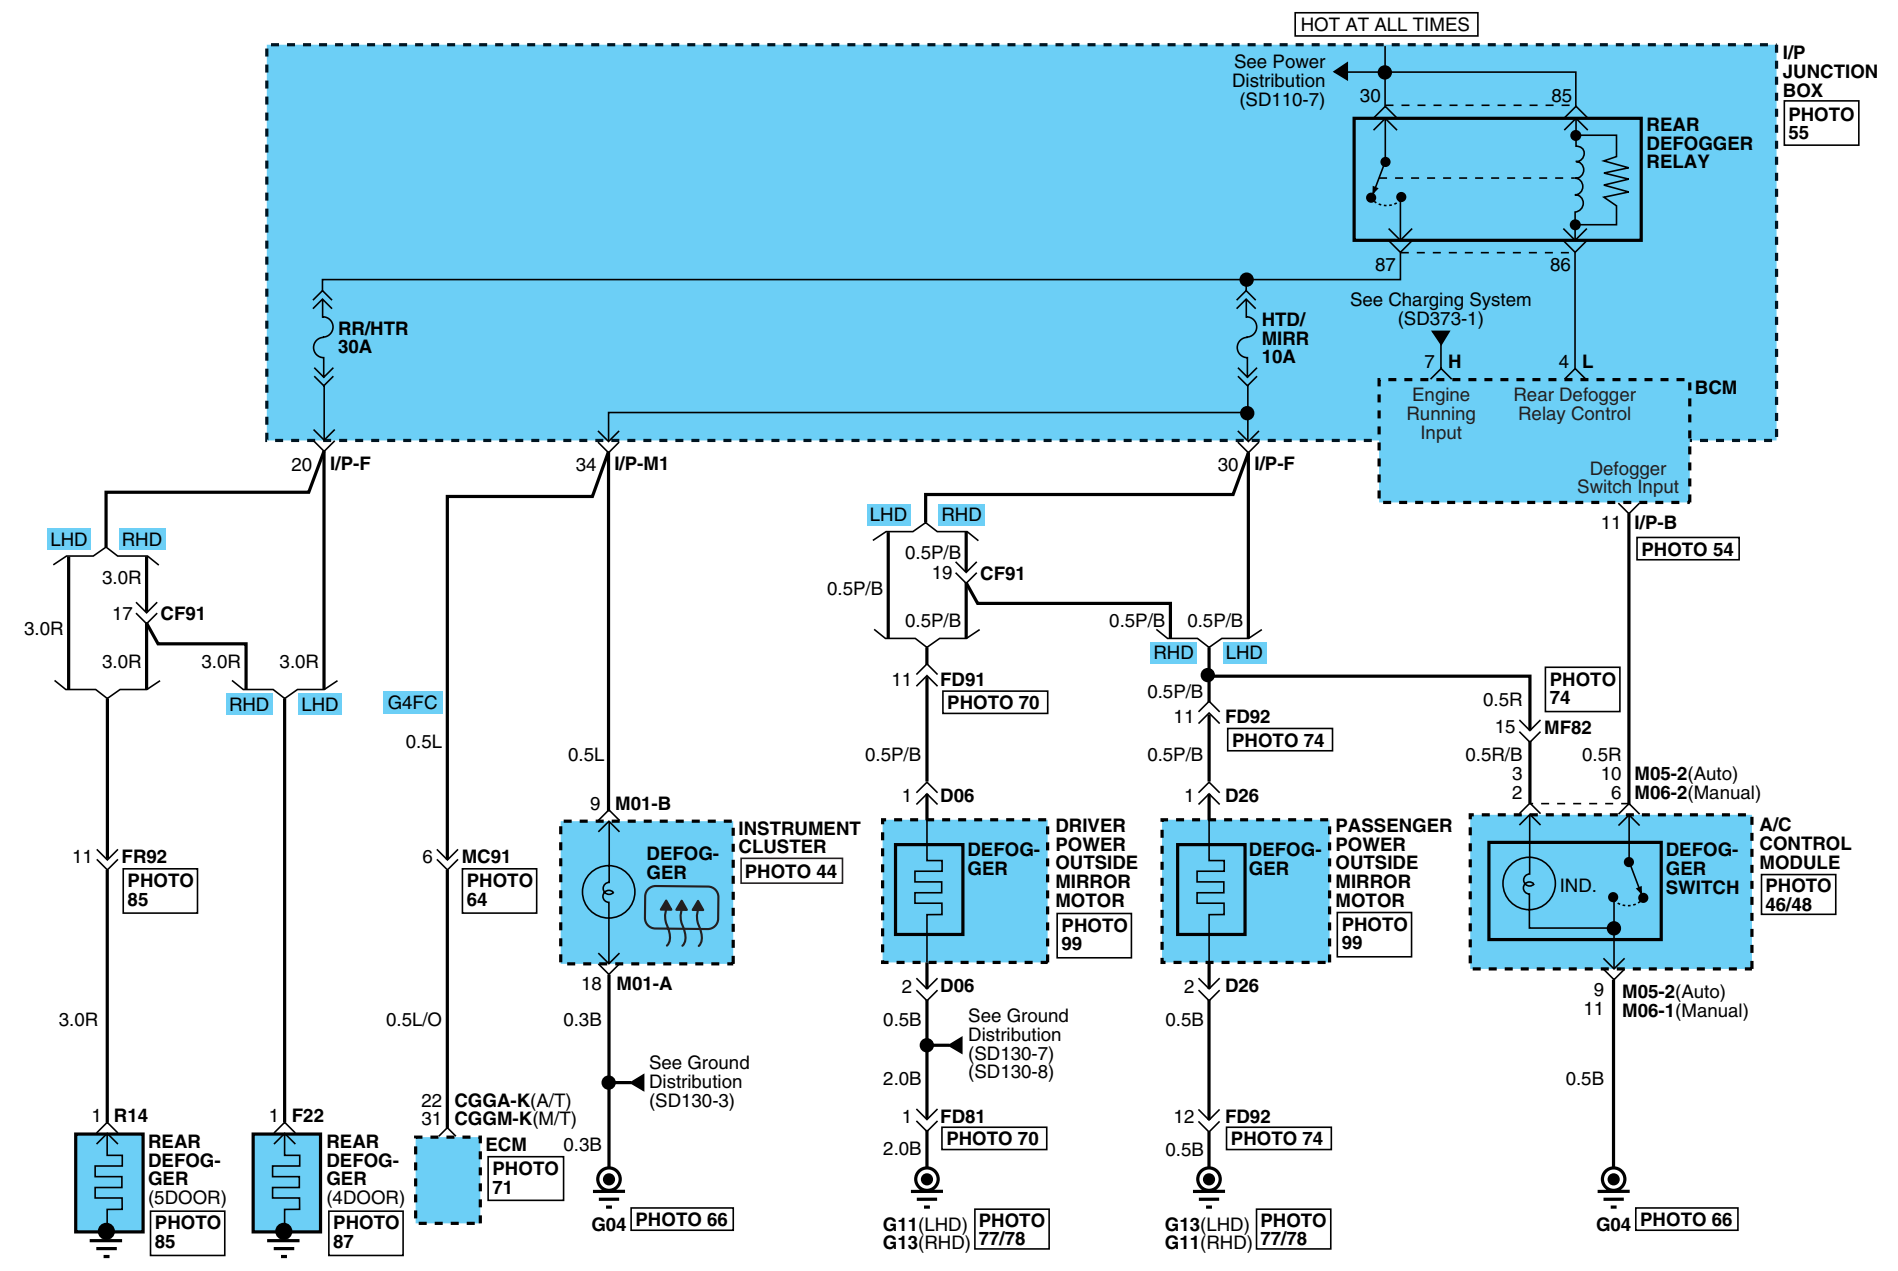 HOT AT ALL TIMES
I/P
JUNCTION
BOX
PHOTO
55
See Power
Distribution
(SD110-7)
30
85
REAR
DEFOGGER
RELAY
87
86
See Charging System
(SD373-1)
RR/HTR
30A
HTD/
MIRR
10A
7
H
4
L
BCM
Engine
Running
Input
Rear Defogger
Relay Control
Defogger
Switch Input
20
I/P-F
34
I/P-M1
30
I/P-F
11
I/P-B
PHOTO 54
LHD
RHD
3.0R
17
CF91
3.0R
3.0R
3.0R
3.0R
RHD
LHD
LHD
RHD
0.5P/B
19
CF91
0.5P/B
0.5P/B
0.5P/B
0.5P/B
RHD
LHD
G4FC
0.5L
0.5L
11
FD91
PHOTO 70
0.5P/B
0.5P/B
11
FD92
PHOTO 74
0.5P/B
PHOTO
74
0.5R
15
MF82
0.5R/B
0.5R
3
10
M05-2(Auto)
2
6
M06-2(Manual)
9
M01-B
1
D06
1
D26
11
FR92
PHOTO
85
6
MC91
PHOTO
64
INSTRUMENT
CLUSTER
PHOTO 44
DEFOG-
GER
DRIVER
POWER
OUTSIDE
MIRROR
MOTOR
PHOTO
99
DEFOG-
GER
PASSENGER
POWER
OUTSIDE
MIRROR
MOTOR
PHOTO
99
DEFOG-
GER
A/C
CONTROL
MODULE
PHOTO
46/48
DEFOG-
GER
SWITCH
IND.
18
M01-A
2
D06
2
D26
9
M05-2(Auto)
11
M06-1(Manual)
3.0R
0.5L/O
0.3B
0.5B
See Ground
Distribution
(SD130-7)
(SD130-8)
0.5B
See Ground
Distribution
(SD130-3)
2.0B
0.5B
1
R14
1
F22
22
CGGA-K(A/T)
31
CGGM-K(M/T)
1
FD81
PHOTO 70
12
FD92
PHOTO 74
REAR
DEFOG-
GER
(5DOOR)
PHOTO
85
REAR
DEFOG-
GER
(4DOOR)
PHOTO
87
ECM
PHOTO
71
0.3B
2.0B
0.5B
G04
PHOTO 66
G11(LHD)
G13(RHD)
PHOTO
77/78
G13(LHD)
G11(RHD)
PHOTO
77/78
G04
PHOTO 66